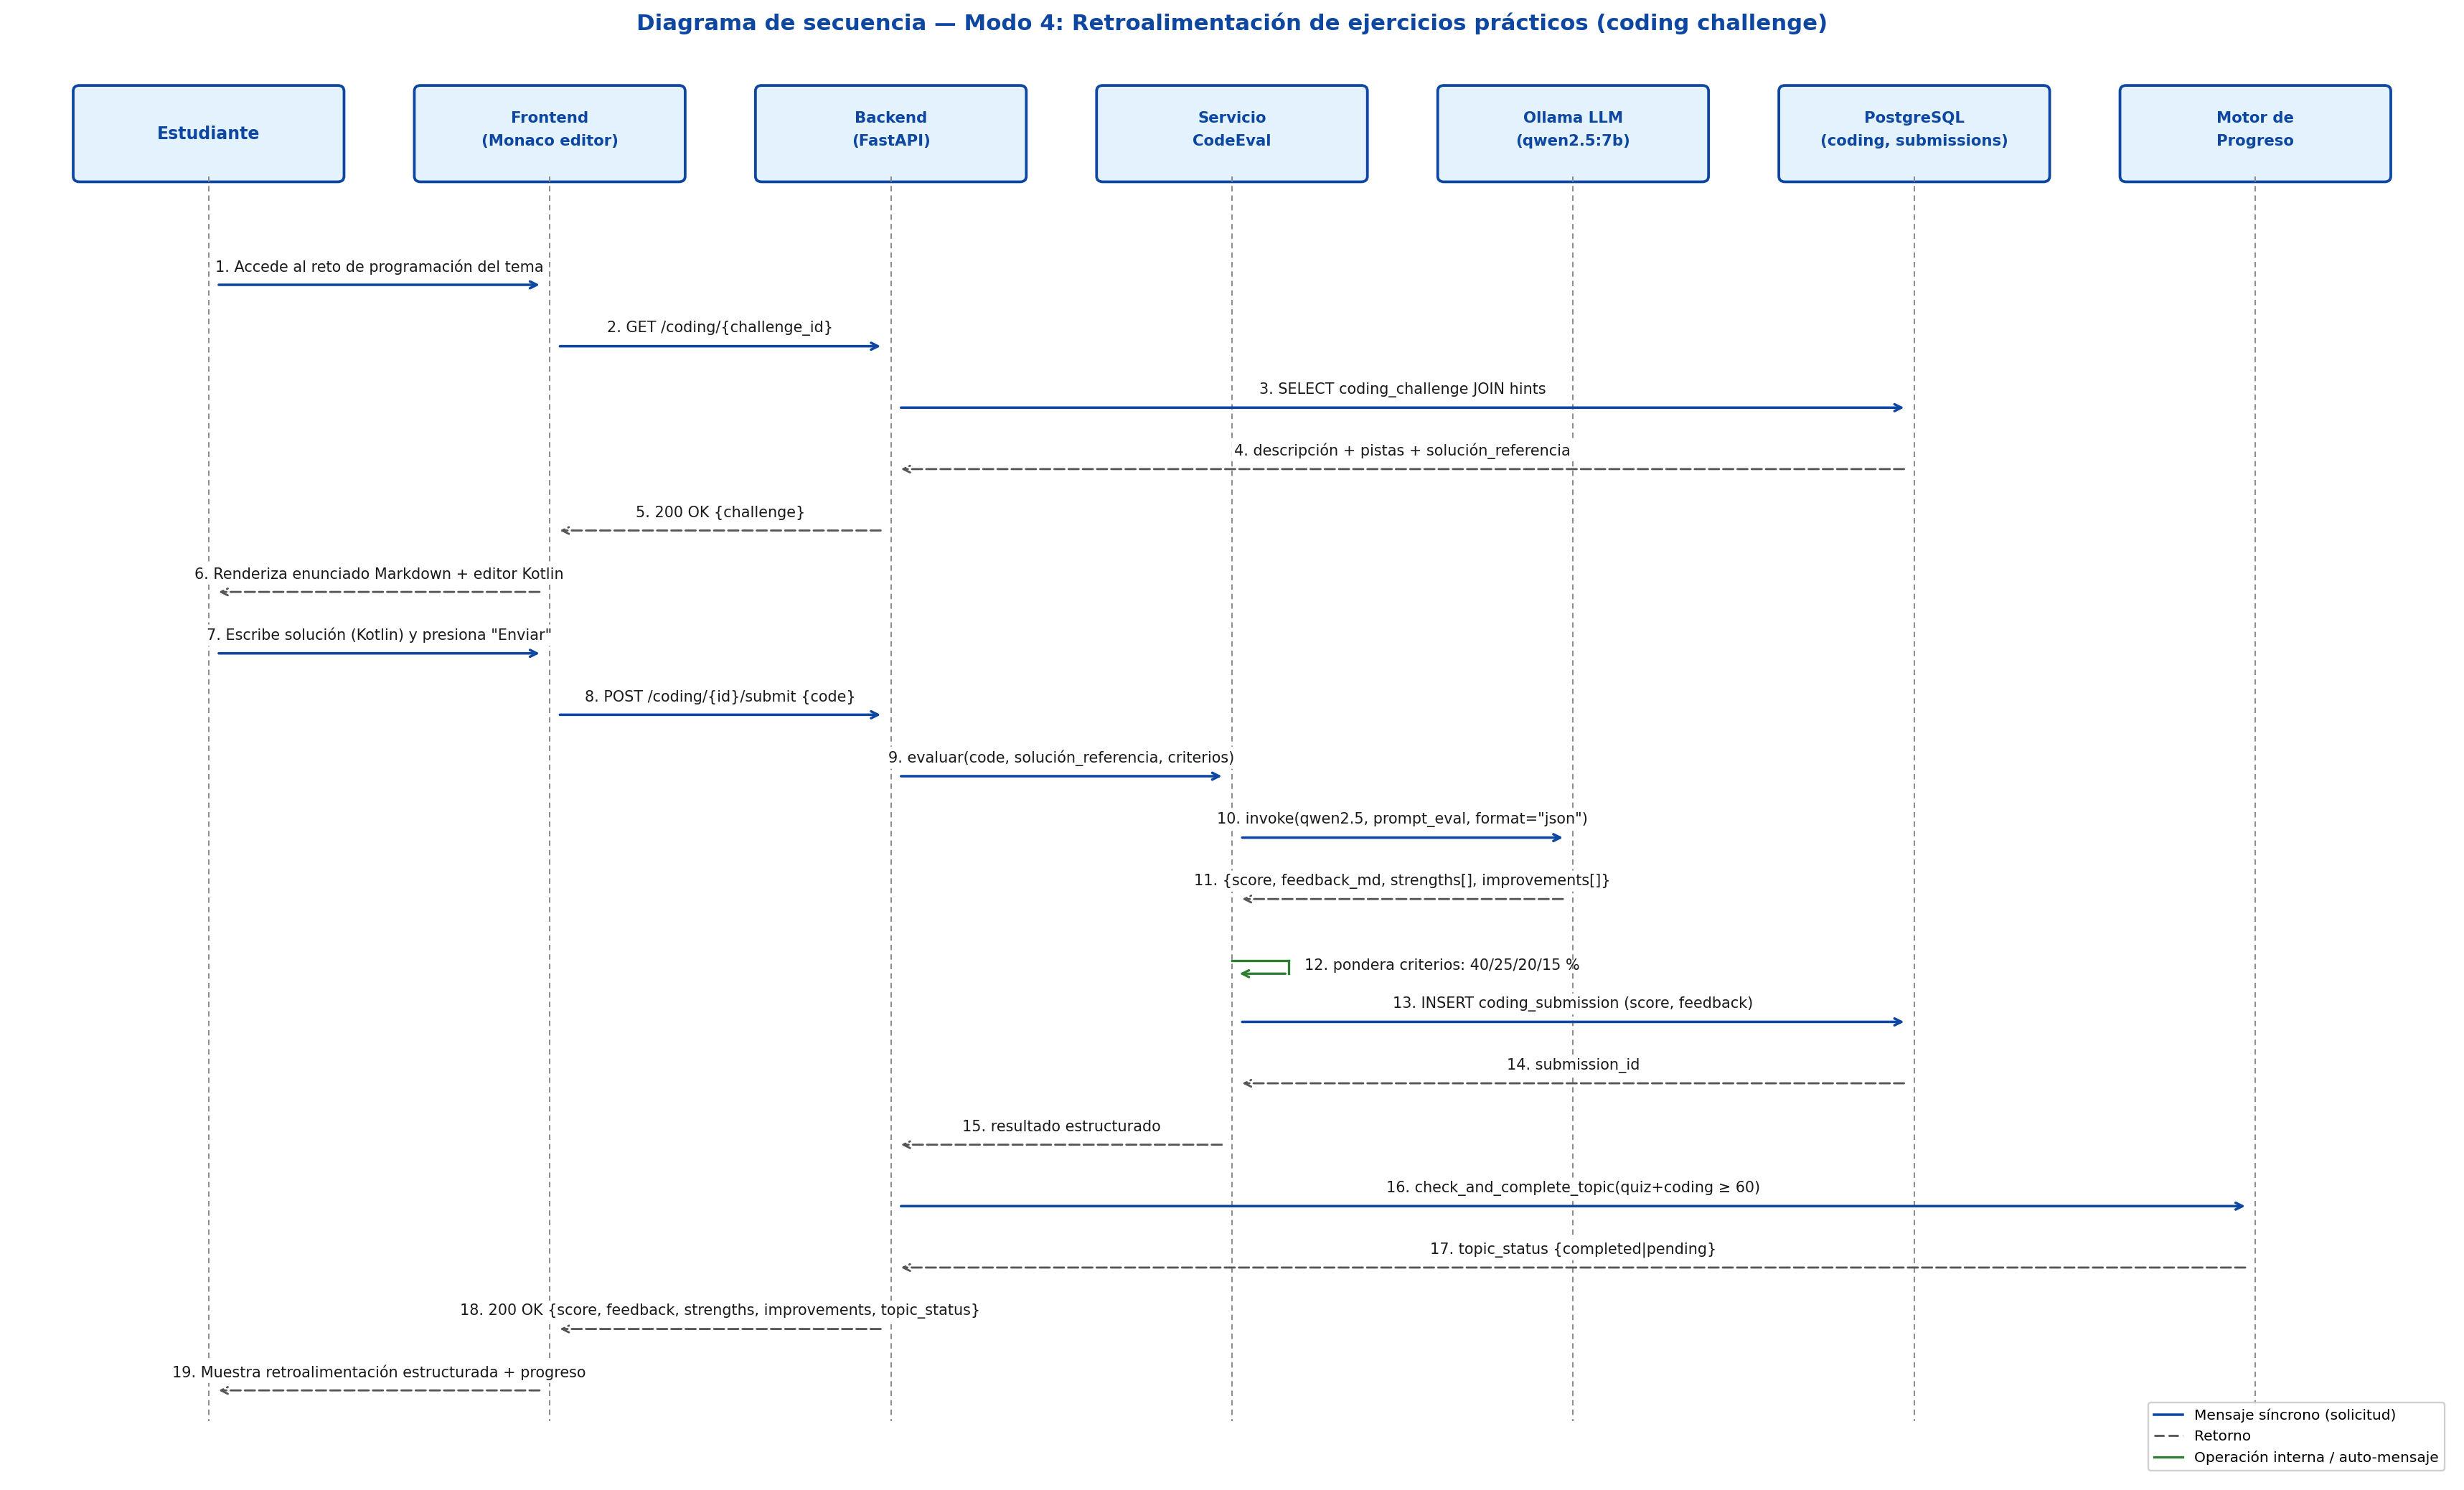 Diagrama de secuencia — Modo 4: Retroalimentación de ejercicios prácticos (coding challenge)
Estudiante
Frontend
(Monaco editor)
Backend
(FastAPI)
Servicio
CodeEval
Ollama LLM
(qwen2.5:7b)
PostgreSQL
(coding, submissions)
Motor de
Progreso
1. Accede al reto de programación del tema
2. GET /coding/{challenge_id}
3. SELECT coding_challenge JOIN hints
4. descripción + pistas + solución_referencia
5. 200 OK {challenge}
6. Renderiza enunciado Markdown + editor Kotlin
7. Escribe solución (Kotlin) y presiona "Enviar"
8. POST /coding/{id}/submit {code}
9. evaluar(code, solución_referencia, criterios)
10. invoke(qwen2.5, prompt_eval, format="json")
11. {score, feedback_md, strengths[], improvements[]}
12. pondera criterios: 40/25/20/15 %
13. INSERT coding_submission (score, feedback)
14. submission_id
15. resultado estructurado
16. check_and_complete_topic(quiz+coding ≥ 60)
17. topic_status {completed|pending}
18. 200 OK {score, feedback, strengths, improvements, topic_status}
19. Muestra retroalimentación estructurada + progreso
Mensaje síncrono (solicitud)
Retorno
Operación interna / auto-mensaje